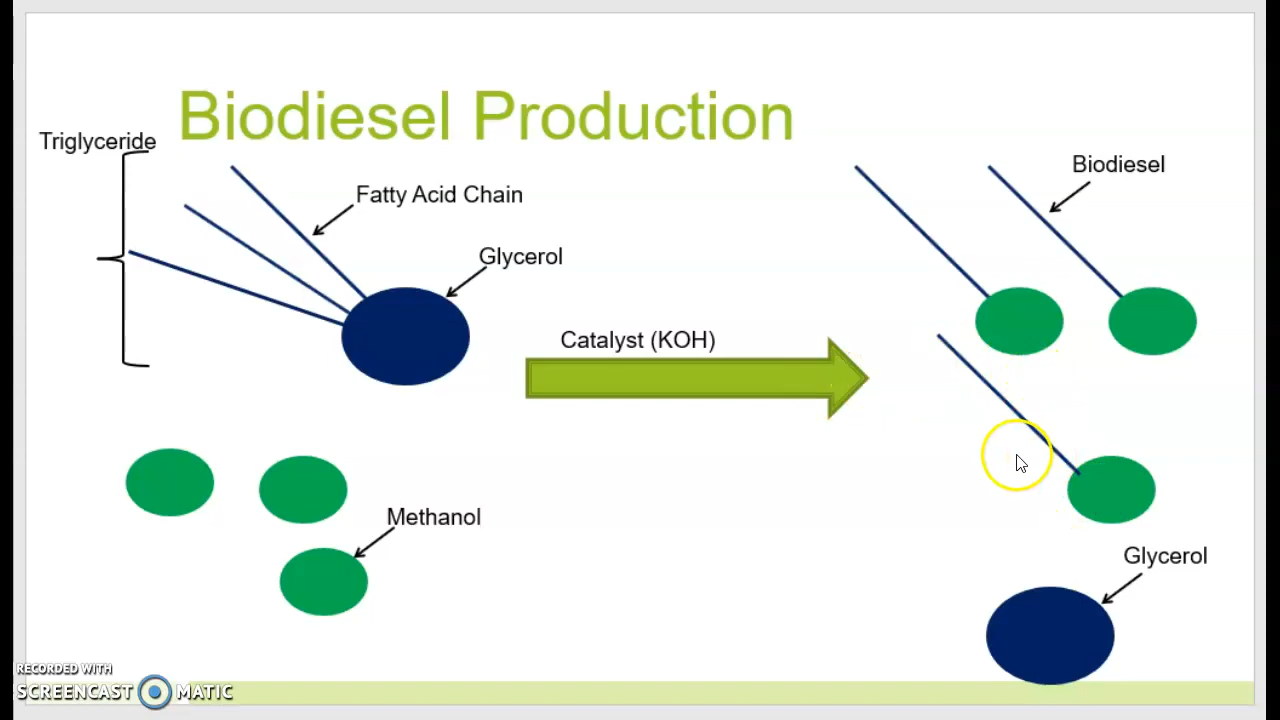 Biodiesel Production
Triglyceride
Fatty Acid Chain
Glycerol
Catalyst (KOH)
Methanol
Biodiesel
Glycerol
RECORDED WITH
SCREENCAST MATIC